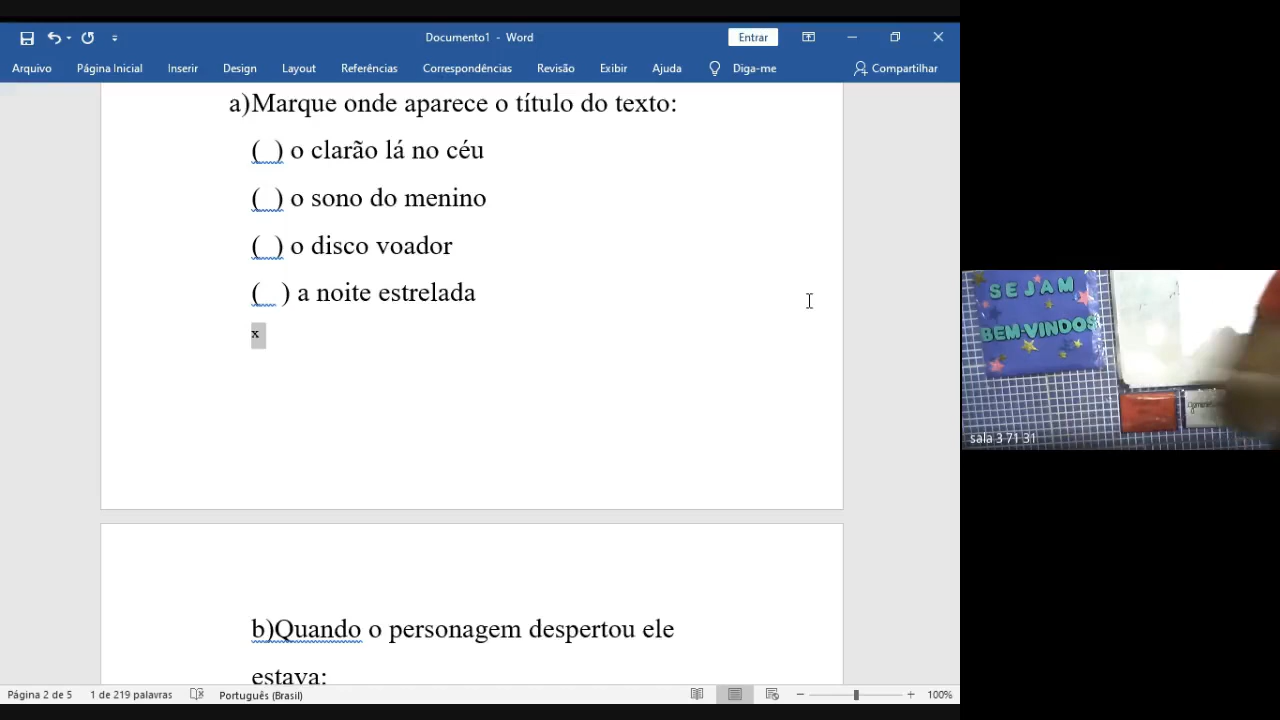 Documento1 - Word
Entrar
Arquivo
Página Inicial
Inserir
Design
Layout
Referências
Correspondências
Revisão
Exibir
Ajuda
Diga-me
Compartilhar
a)Marque onde aparece o título do texto:
( ) o clarão lá no céu
( ) o sono do menino
( ) o disco voador
( ) a noite estrelada
x
b)Quando o personagem despertou ele
estava:
Página 2 de 5
1 de 219 palavras
Português (Brasil)
100%
SEJAM
BEM-VINDOS
sala 3 71 31